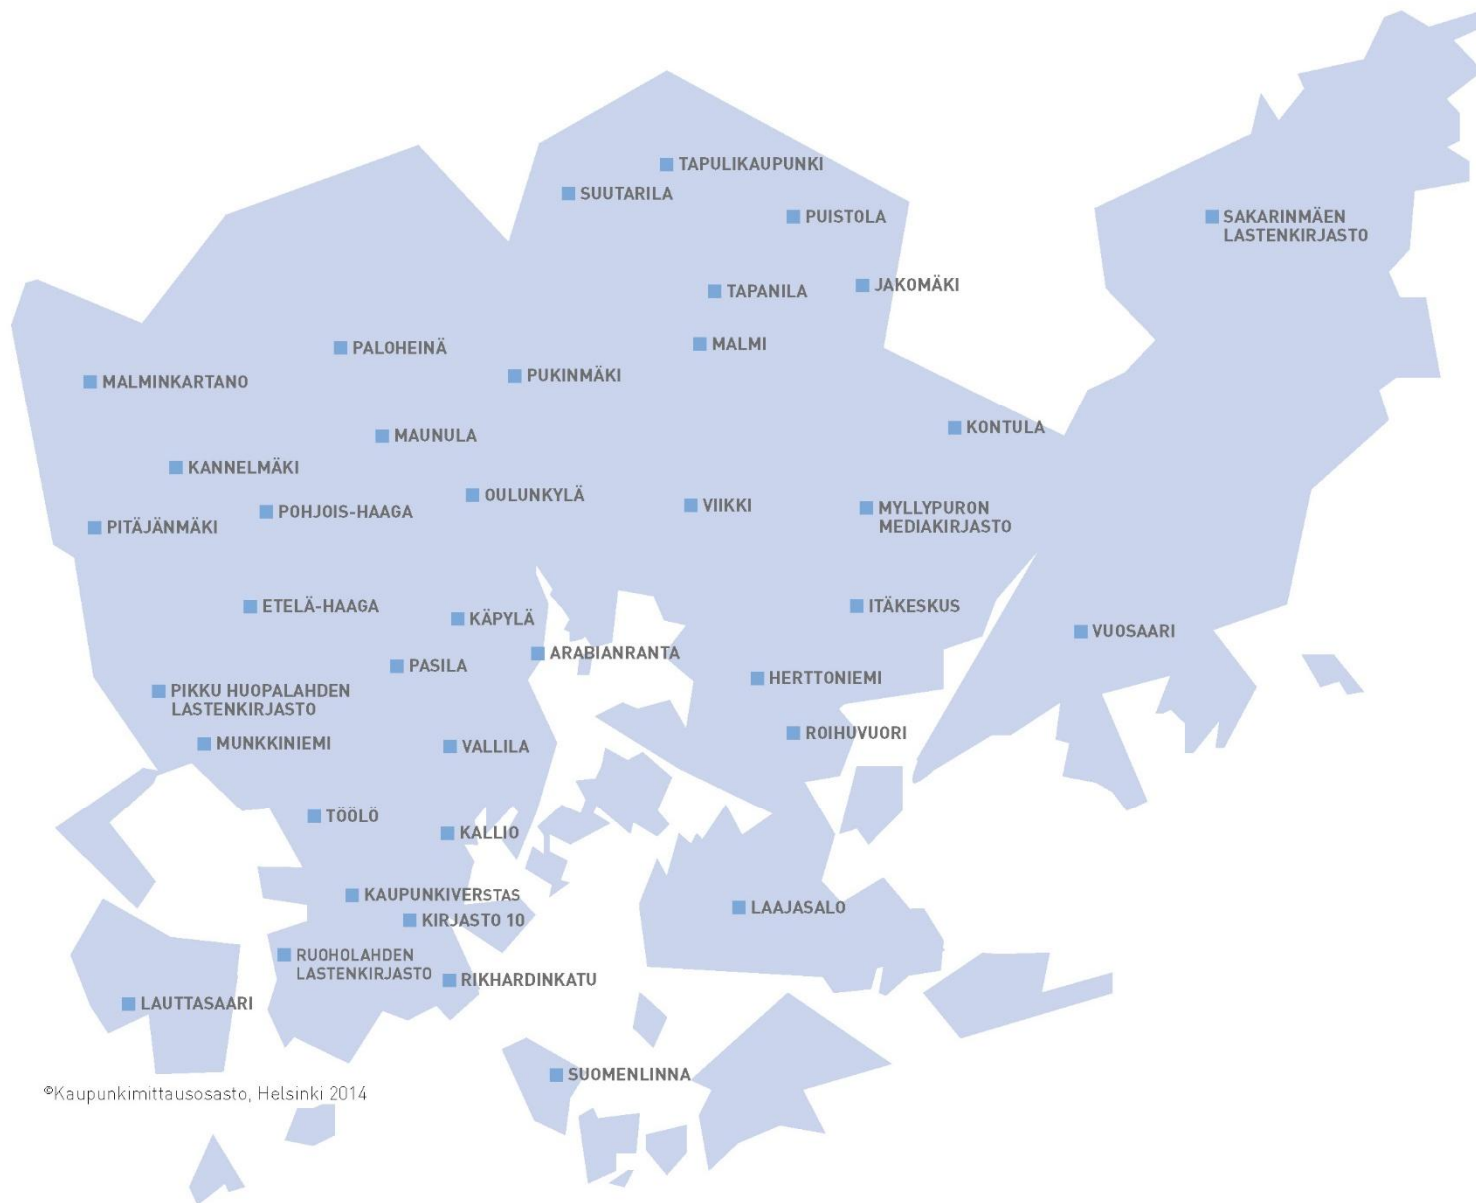 TAPULIKAUPUNKI
SUUTARILA
PUISTOLA
SAKARINMÄEN
LASTENKIRJASTO
JAKOMÄKI
TAPANILA
MALMI
PALOHEINÄ
PUKINMÄKI
MALMINKARTANO
KONTULA
MAUNULA
KANNELMÄKI
OULUNKYLÄ
VIIKKI
MYLLYPURON
MEDIAKIRJASTO
POHJOIS-HAAGA
PITÄJÄNMÄKI
ETELÄ-HAAGA
ITÄKESKUS
KÄPYLÄ
VUOSAARI
ARABIANRANTA
PASILA
HERTTONIEMI
PIKKU HUOPALAHDEN
LASTENKIRJASTO
ROIHUVUORI
MUNKKINIEMI
VALLILA
TÖÖLÖ
KALLIO
KAUPUNKIVERSTAS
LAAJASALO
KIRJASTO 10
RUOHOLAHDEN
LASTENKIRJASTO
RIKHARDINKATU
LAUTTASAARI
SUOMENLINNA
©Kaupunkimittausosasto, Helsinki 2014